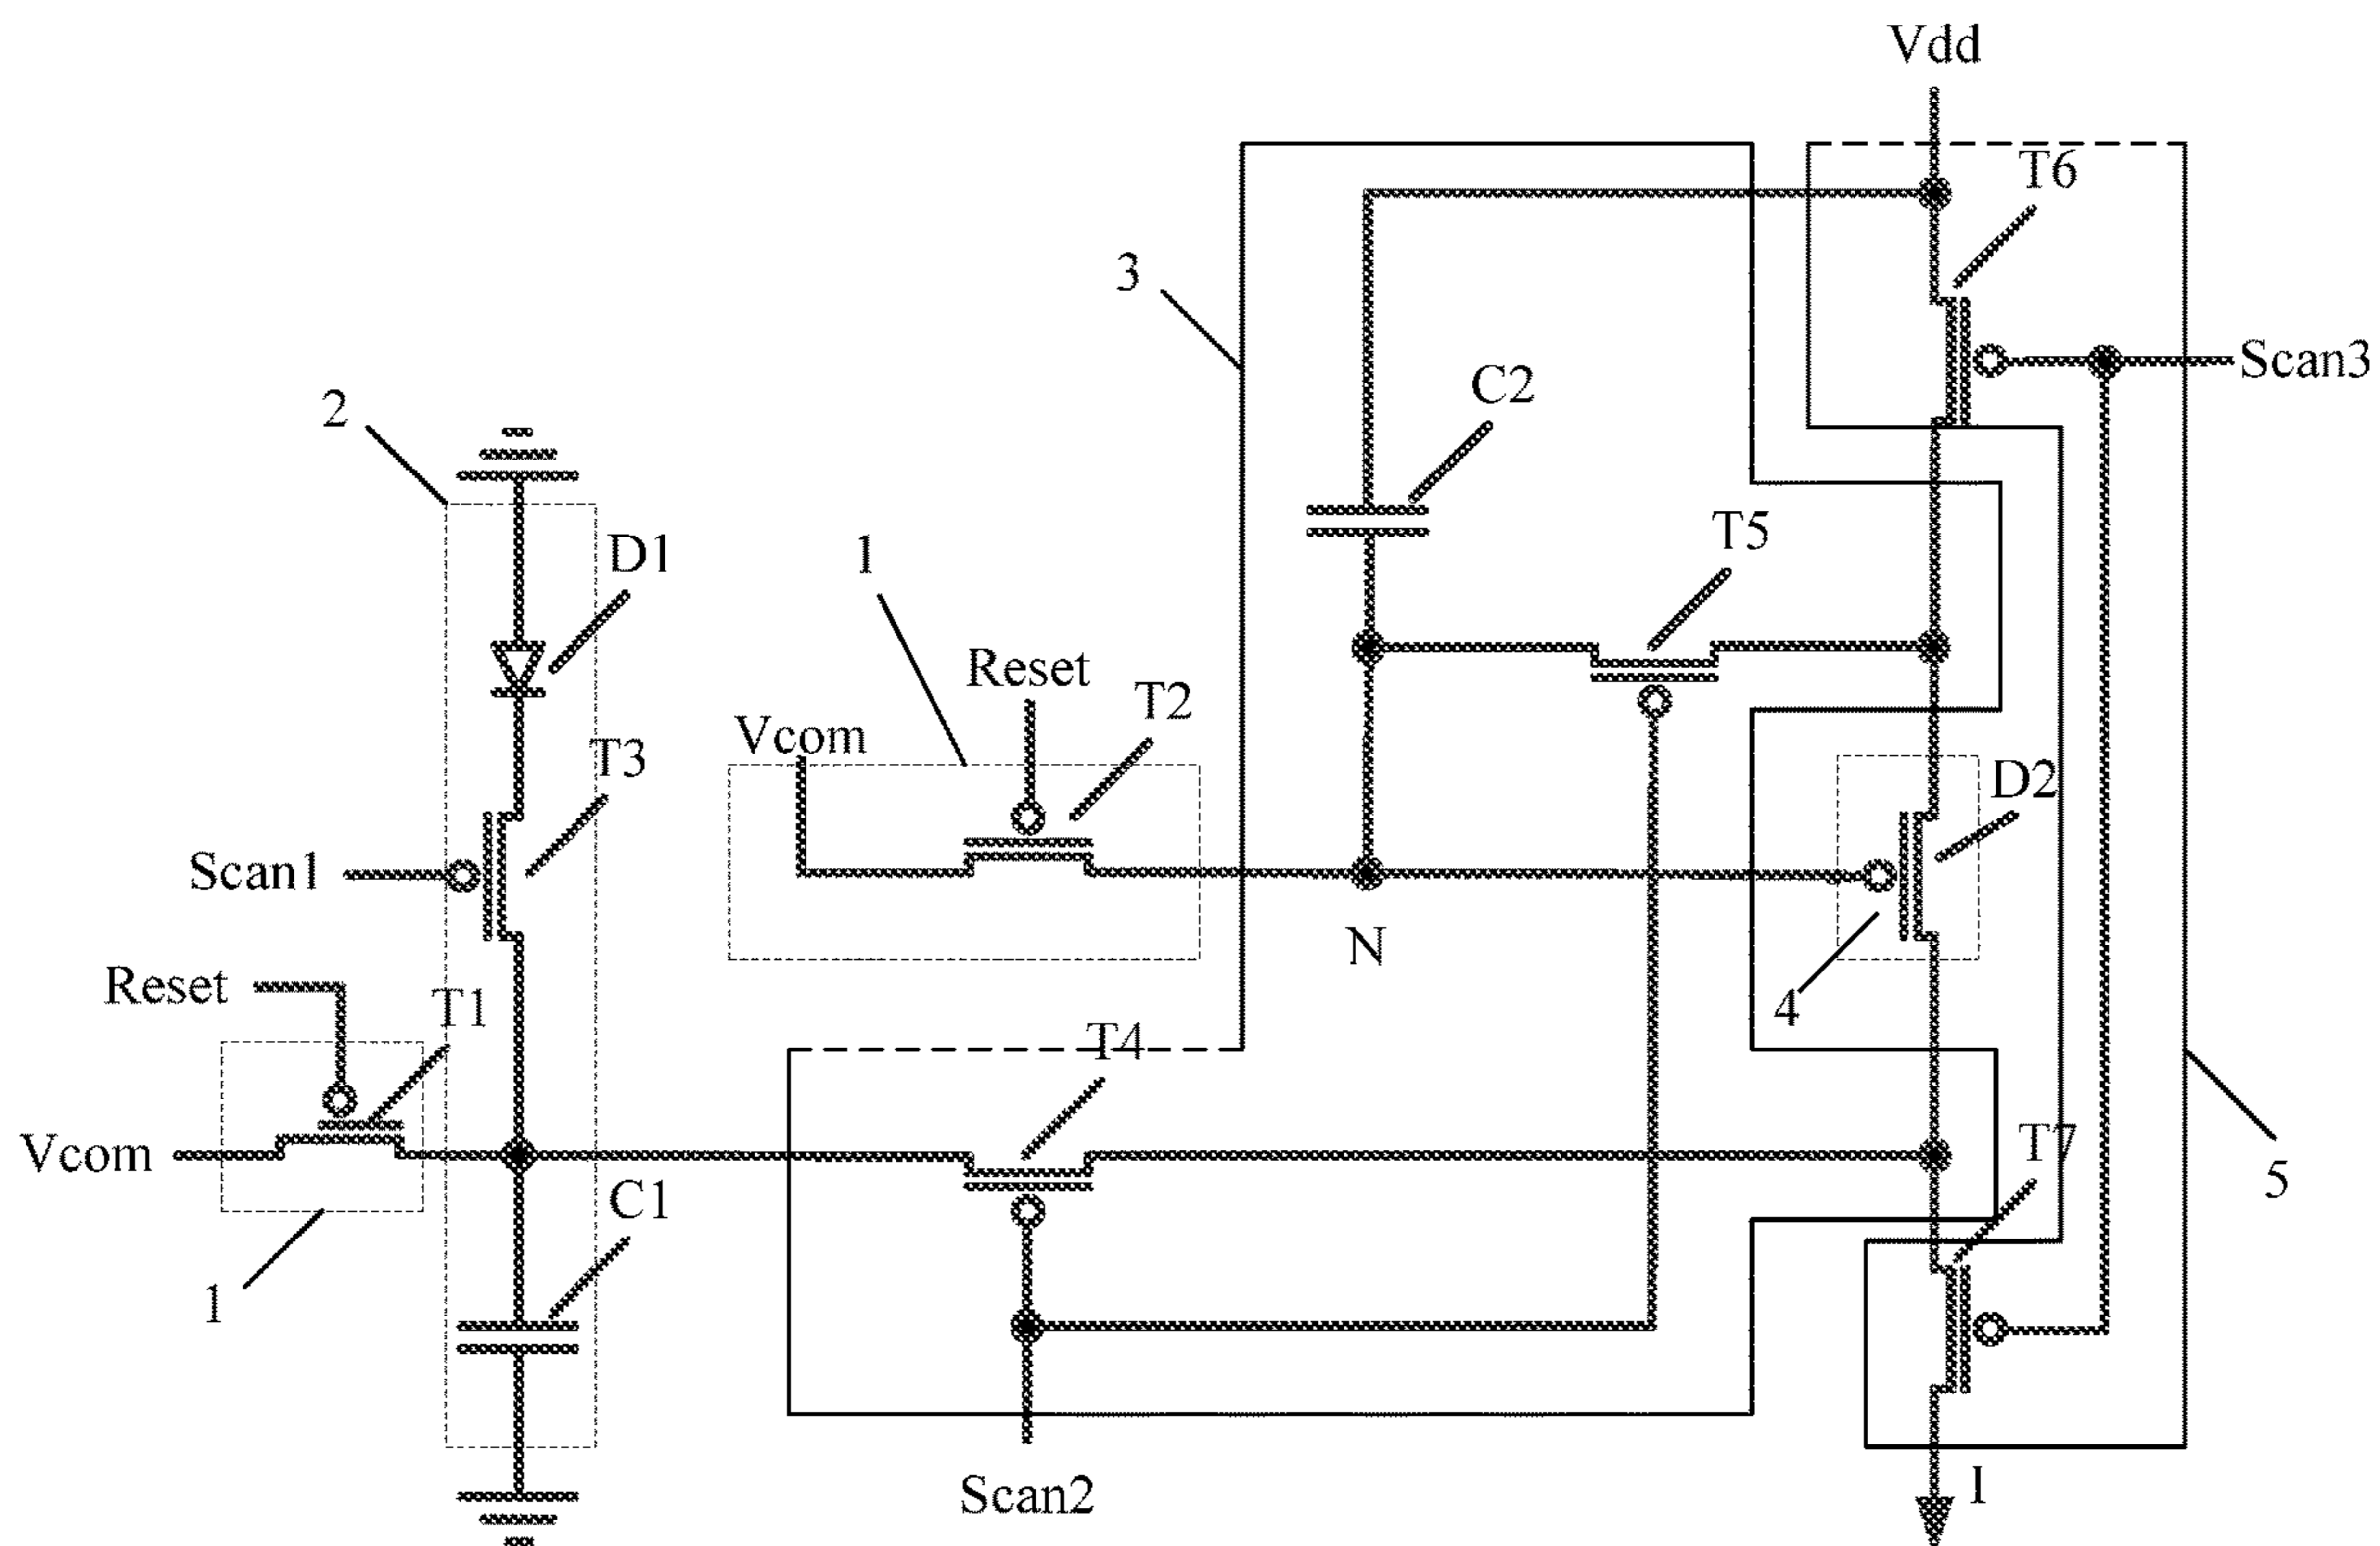 Vdd
T6
3
Scan3
C2
2
T5
D1
1
Reset
T2
Vcom
T3
D2
Scan1
N
Reset
T1
4
T4
T7
Vcom
5
C1
1
I
Scan2